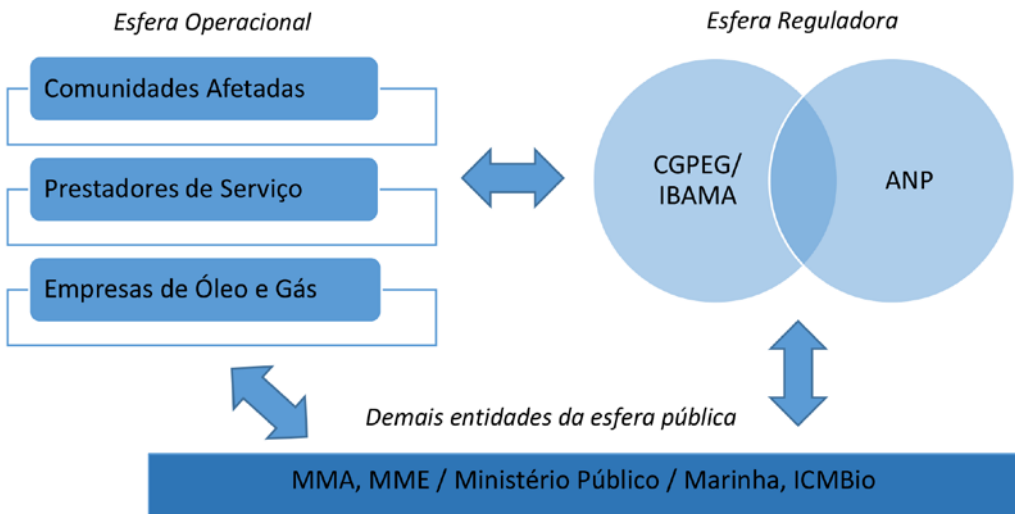 Esfera Operacional
Comunidades Afetadas
Prestadores de Serviço
Empresas de Óleo e Gás
Esfera Reguladora
CGPEG/
IBAMA
ANP
Demais entidades da esfera pública
MMA, MME / Ministério Público / Marinha, ICMBio